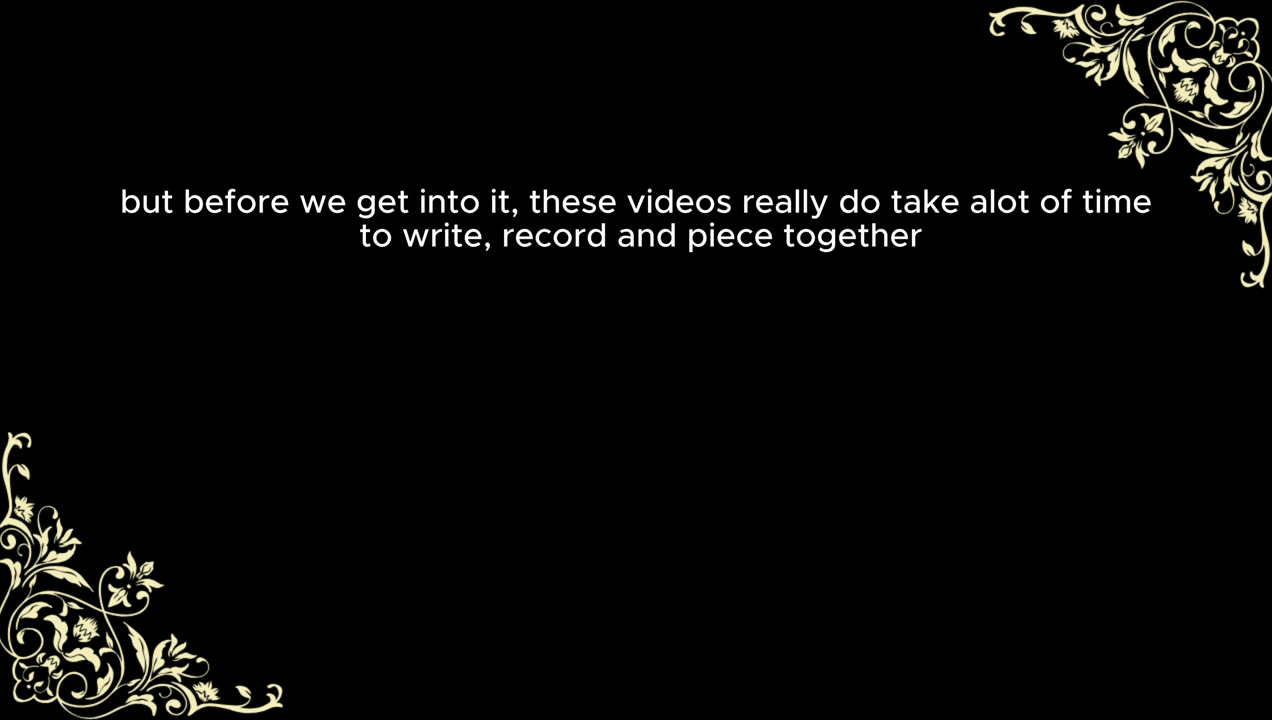 but before we get into it, these videos really do take alot of time
to write, record and piece together